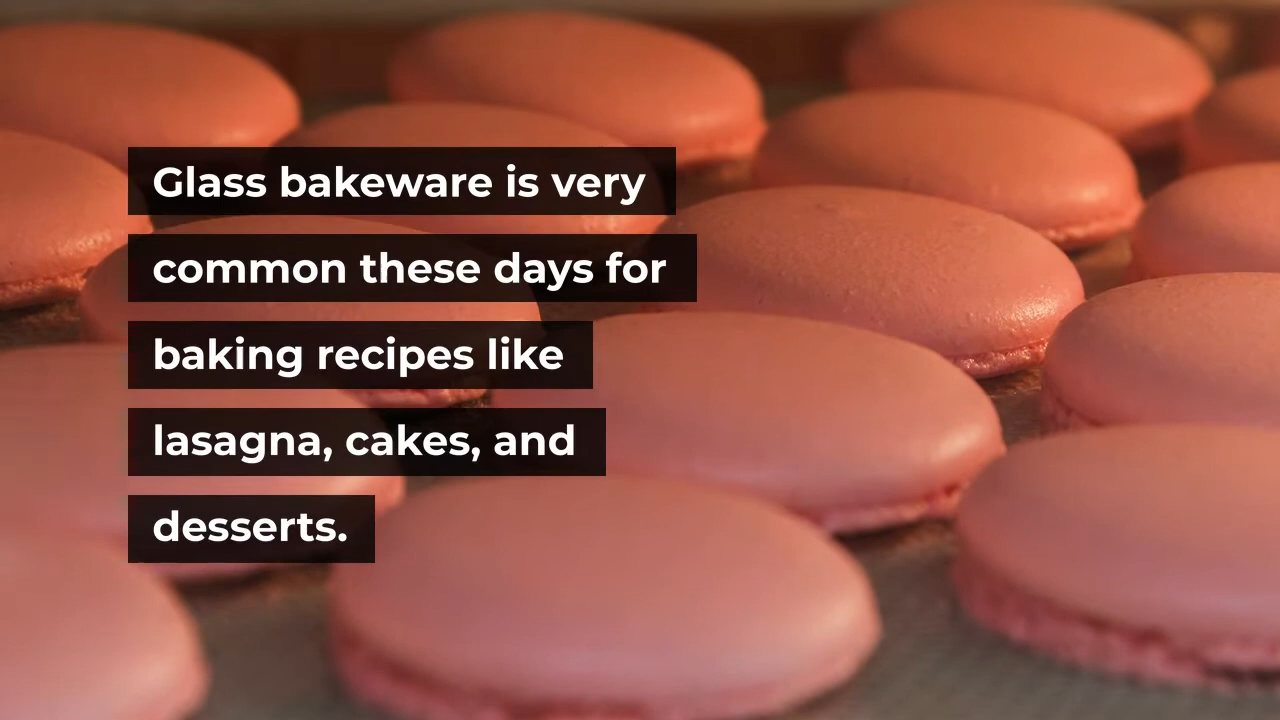 Glass bakeware is very
common these days for
baking recipes like
lasagna, cakes, and
desserts.